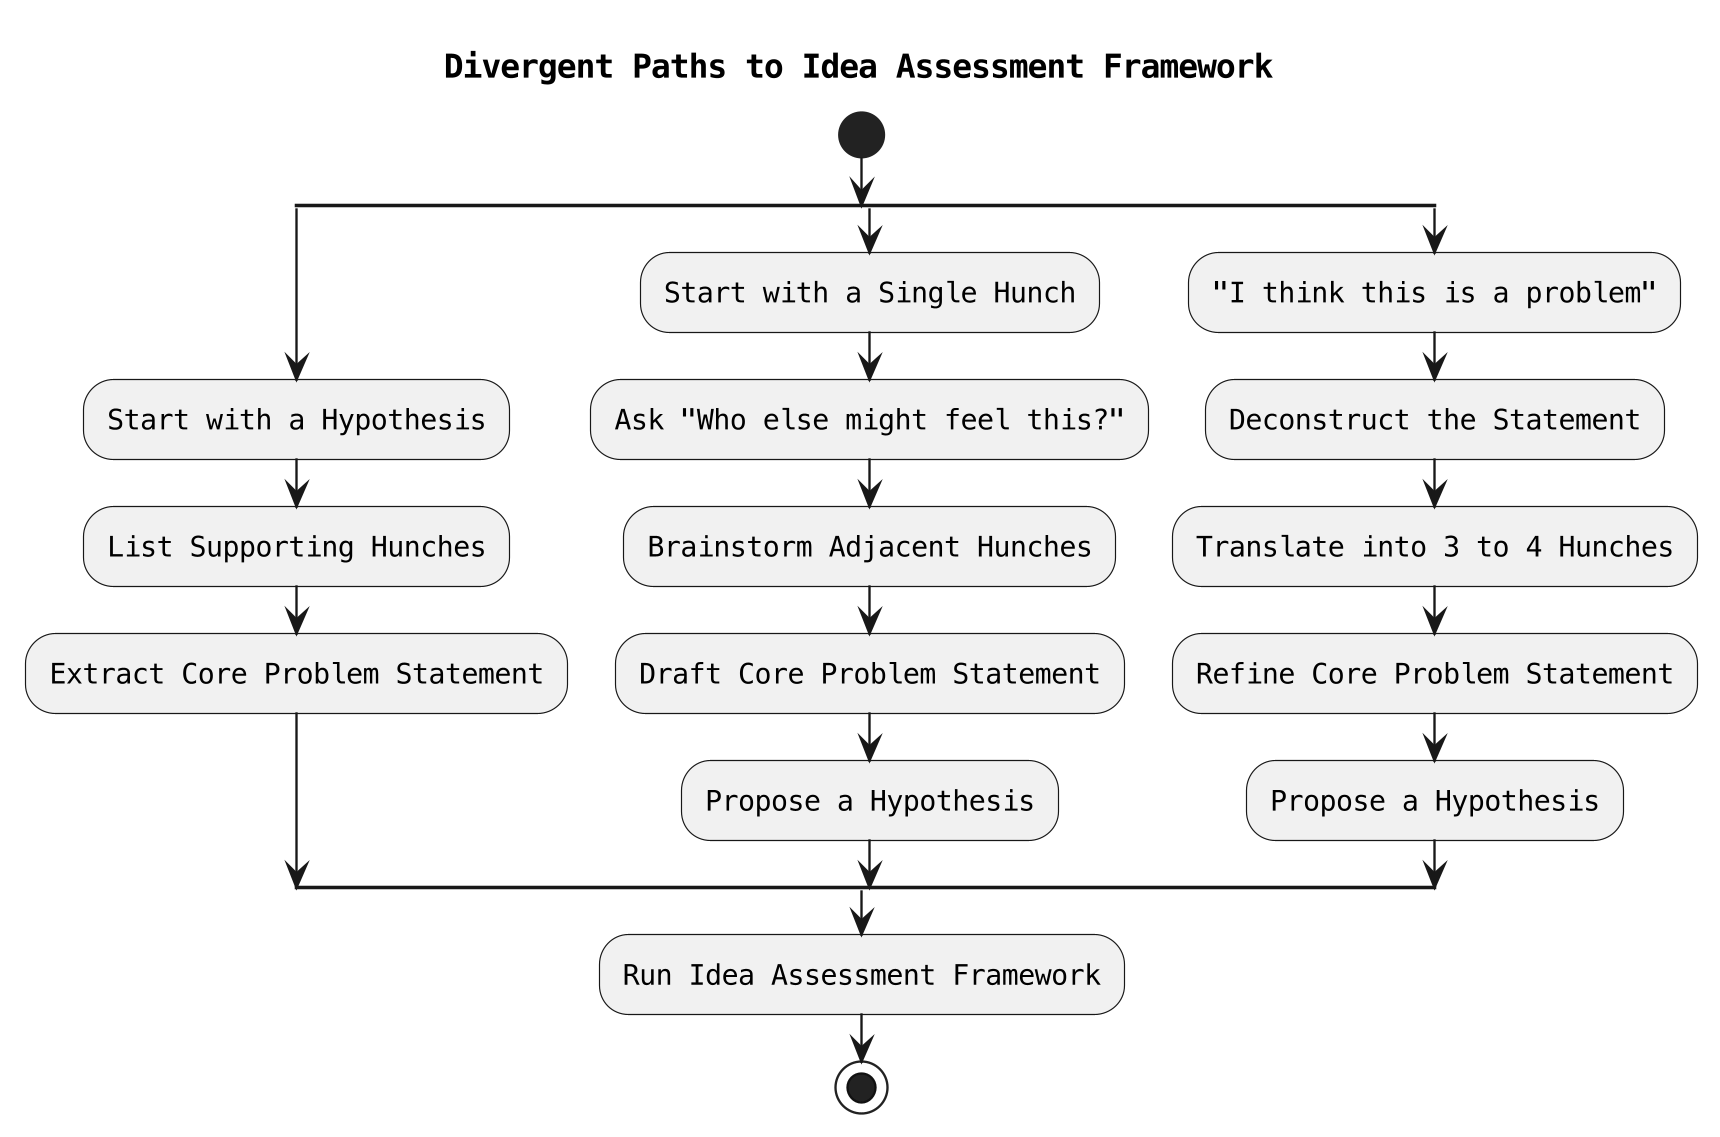 Divergent Paths to Idea Assessment Framework
Start with a Hypothesis
List Supporting Hunches
Extract Core Problem Statement
Start with a Single Hunch
Ask "Who else might feel this?"
Brainstorm Adjacent Hunches
Draft Core Problem Statement
Propose a Hypothesis
"I think this is a problem"
Deconstruct the Statement
Translate into 3 to 4 Hunches
Refine Core Problem Statement
Propose a Hypothesis
Run Idea Assessment Framework